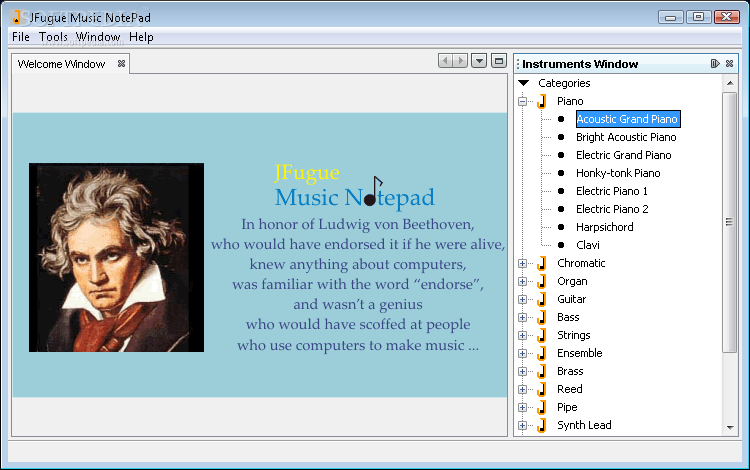 JFugue Music NotePad
File Tools Window Help
Welcome Window
JFugue
Music Notepad
In honor of Ludwig von Beethoven,
who would have endorsed it if he were alive,
knew anything about computers,
was familiar with the word “endorse”,
and wasn’t a genius
who would have scoffed at people
who use computers to make music ...
Instruments Window
Categories
Piano
Acoustic Grand Piano
Bright Acoustic Piano
Electric Grand Piano
Honky-tonk Piano
Electric Piano 1
Electric Piano 2
Harpsichord
Clavi
Chromatic
Organ
Guitar
Bass
Strings
Ensemble
Brass
Reed
Pipe
Synth Lead